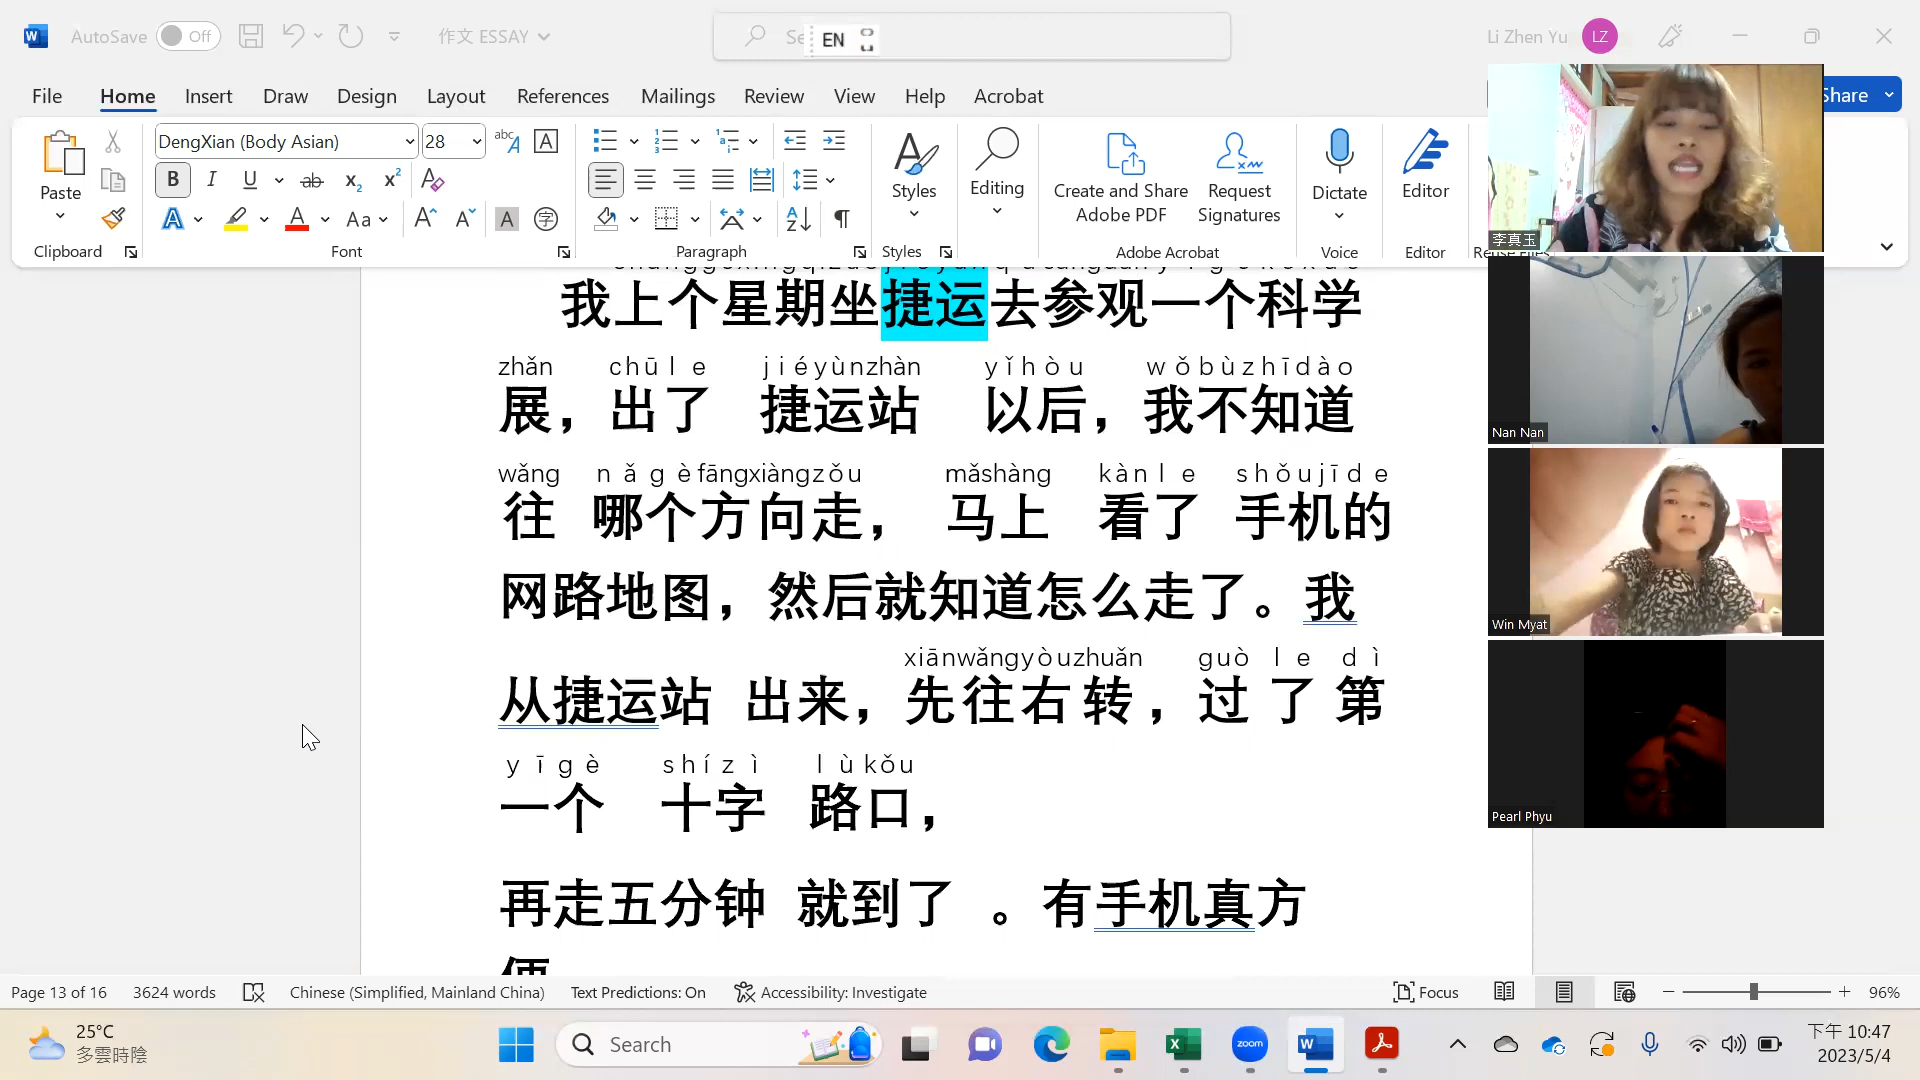 AutoSave Off 作文 ESSAY Se EN Li Zhen Yu LZ
File Home Insert Draw Design Layout References Mailings Review View Help Acrobat Share
DengXian (Body Asian) 28
Paste
Styles Editing Create and Share Adobe PDF Request Signatures Dictate Editor
Clipboard Font Paragraph Styles Adobe Acrobat Voice Editor Reuse Files
李真玉
我上个星期坐捷运去参观一个科学
zhǎn chūle jiéyùnzhàn yǐhòu wǒbùzhīdào
展，出了 捷运站 以后，我不知道
Nan Nan
wǎng nǎgèfāngxiàngzǒu mǎshàng kànle shǒujīde
往 哪个方向走， 马上 看了 手机的
网路地图，然后就知道怎么走了。我
Win Myat
xiānwǎngyòuzhuǎn guò le dì
从捷运站 出来，先往右转，过了第
yīgè shízì lùkǒu
一个 十字 路口，
Pearl Phyu
再走五分钟 就到了 。有手机真方
便
Page 13 of 16 3624 words Chinese (Simplified, Mainland China) Text Predictions: On Accessibility: Investigate Focus 96%
25°C
多雲時陰
Search
zoom
下午 10:47
2023/5/4